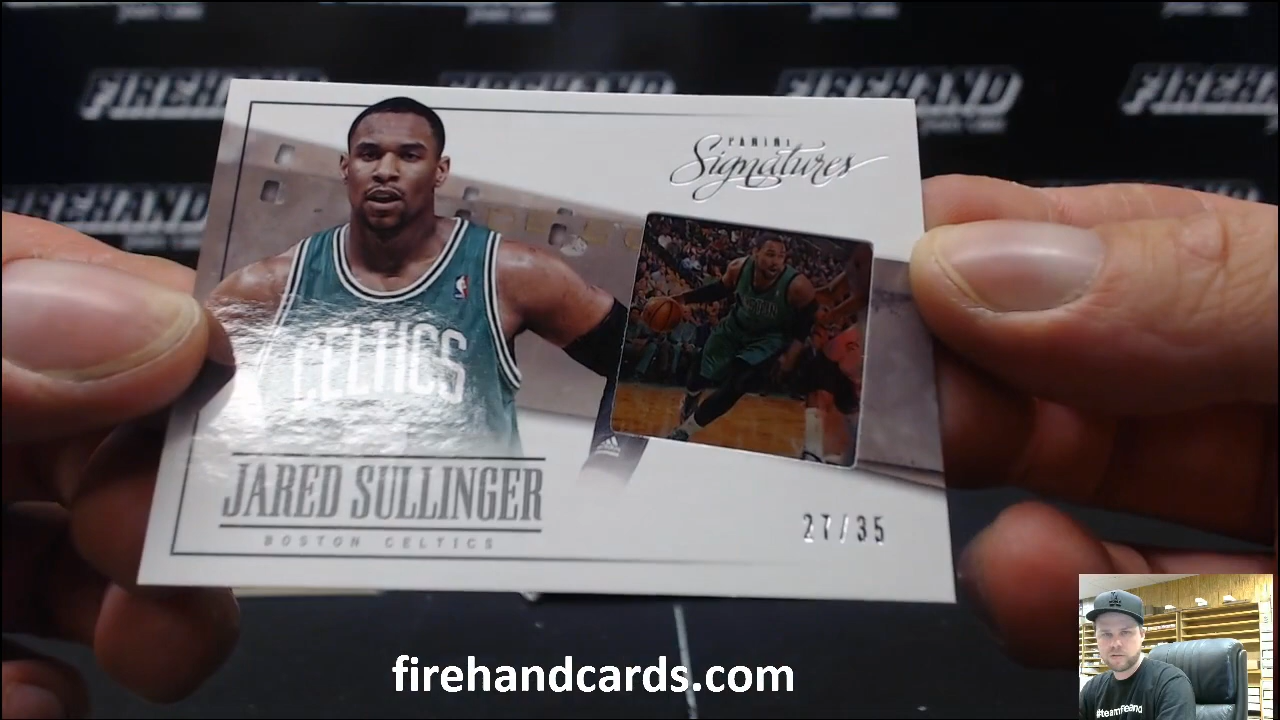 FIREHAND
FIREHAND
FIREHAND
FIREHAND
FIREHAND
PANINI
Signatures
CELTICS
JARED SULLINGER
BOSTON CELTICS
27/35
firehandcards.com